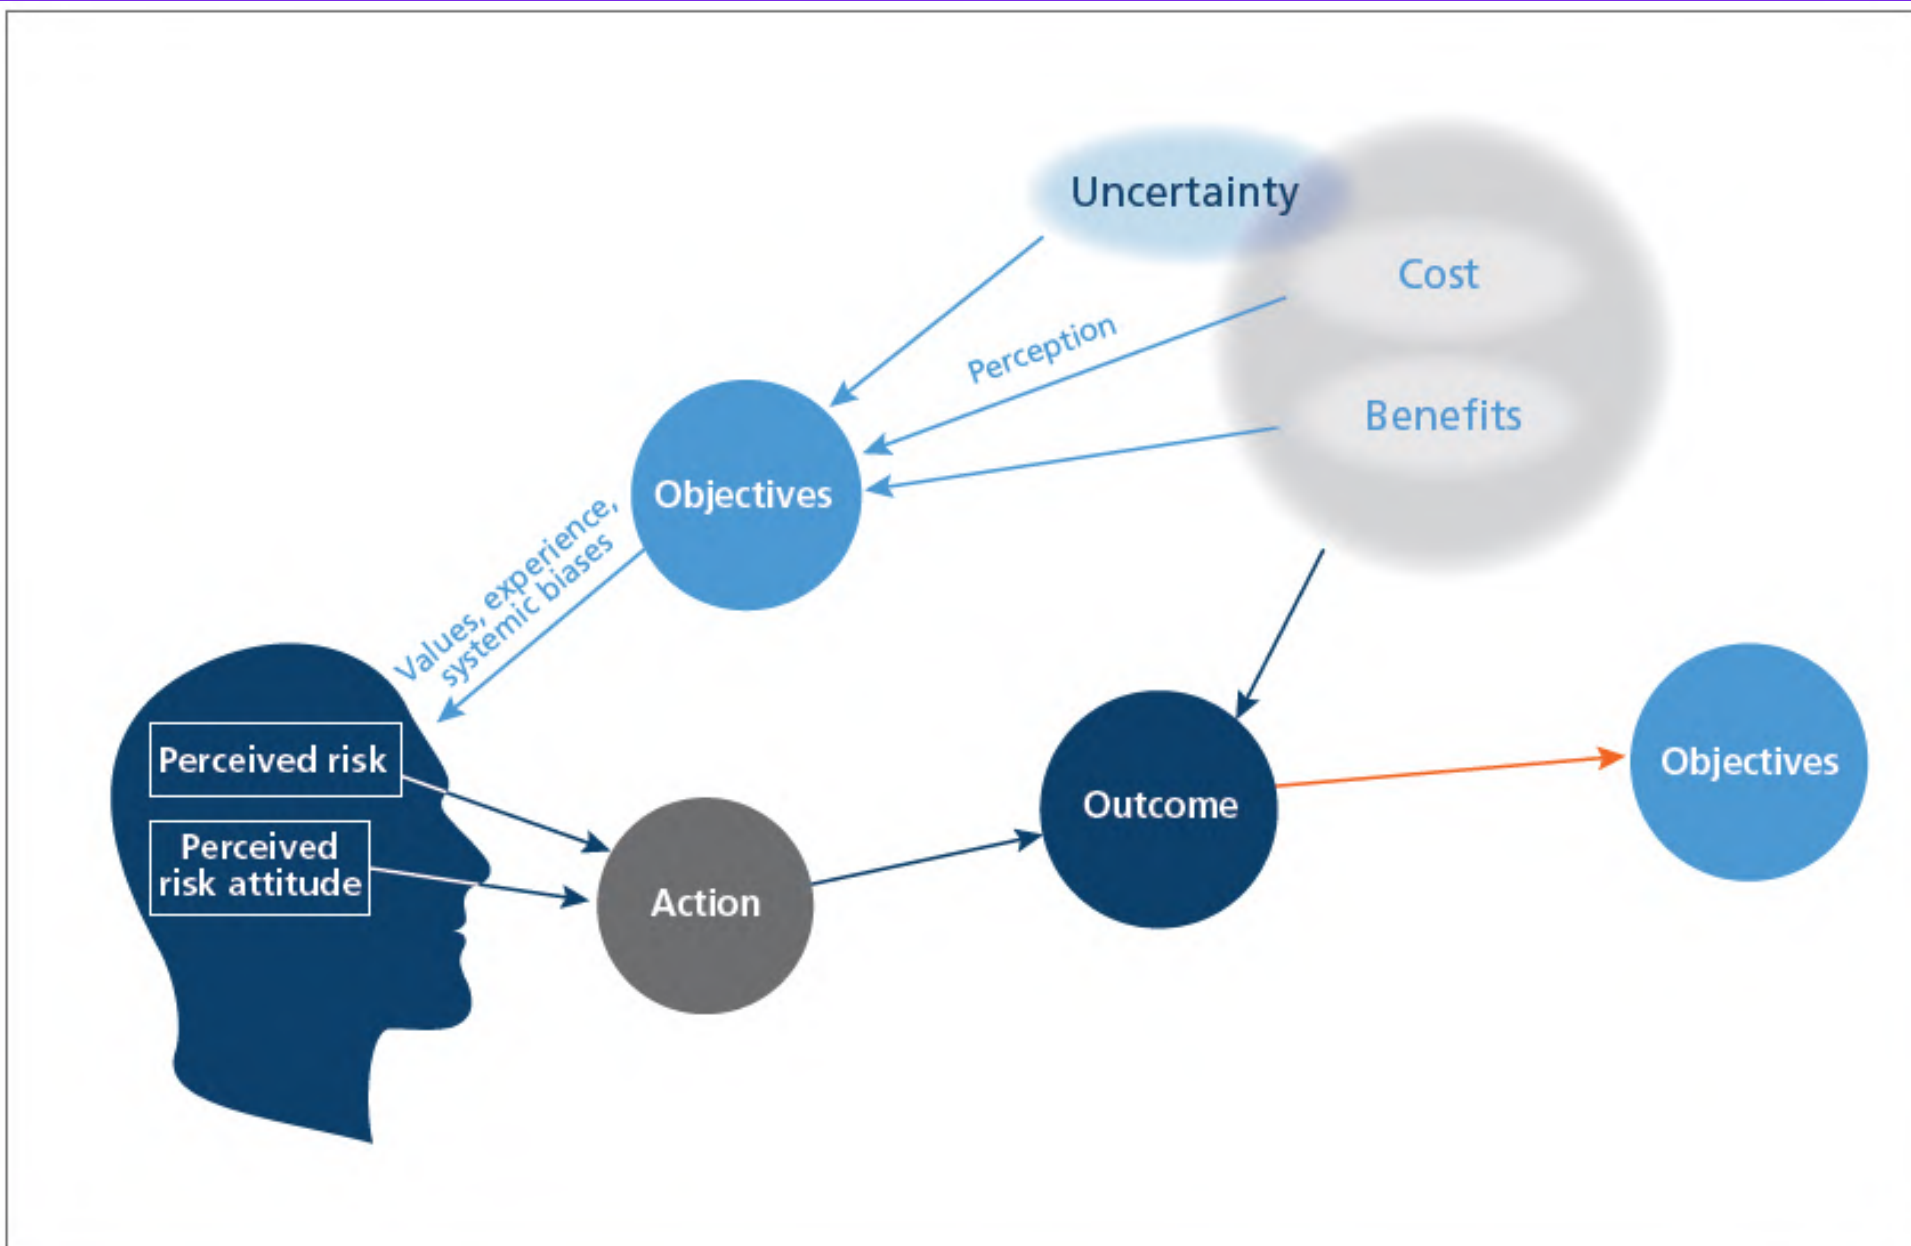 Uncertainty
Cost
Perception
Benefits
Objectives
Values, experience,
systemic biases
Perceived risk
Perceived
risk attitude
Action
Outcome
Objectives